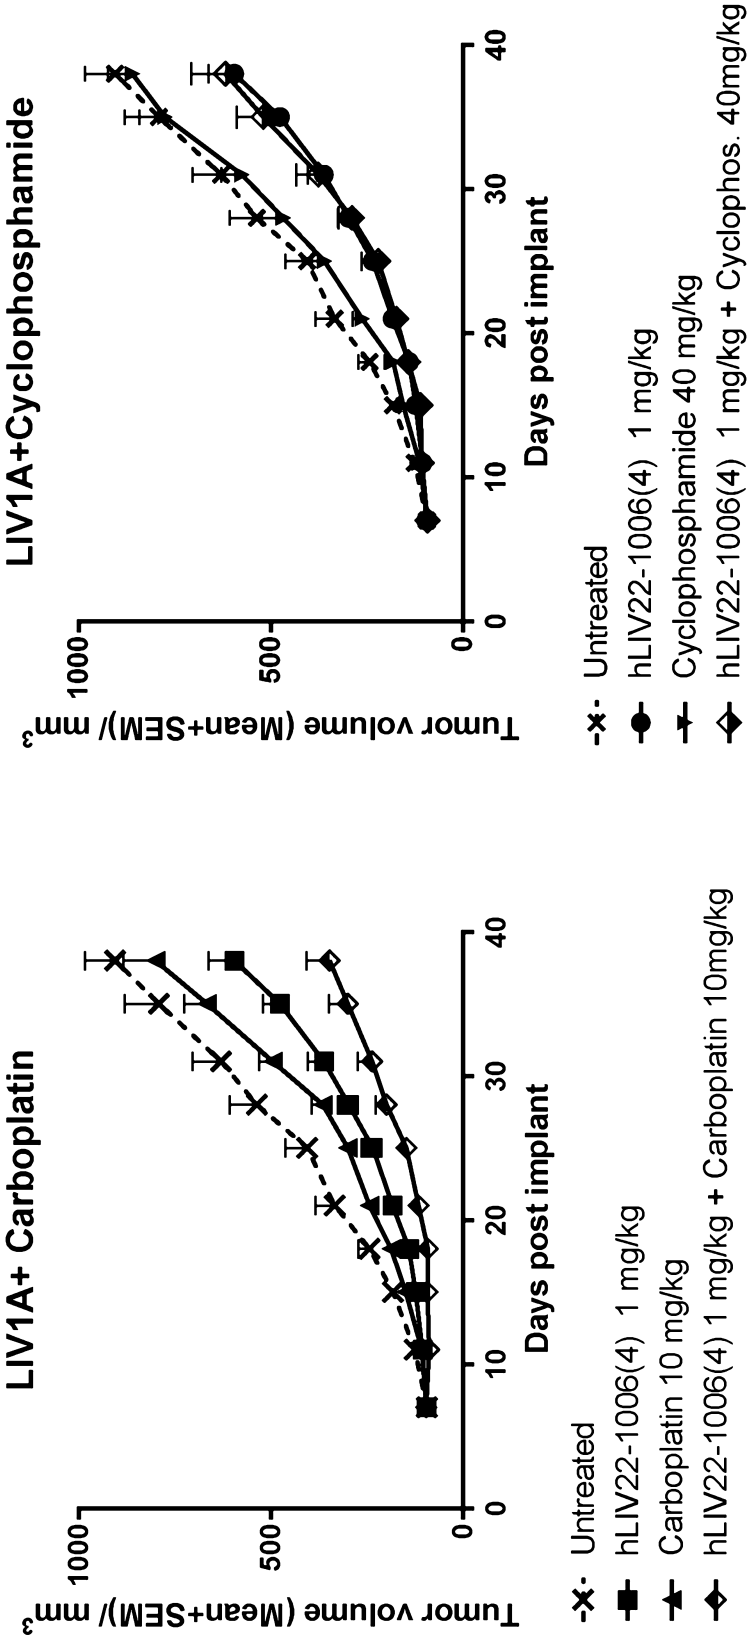 LIV1A+ Carboplatin
Tumor volume (Mean+SEM)/ mm³
1000
500
0
0
10
20
30
40
Days post implant
Untreated
hLIV22-1006(4) 1 mg/kg
Carboplatin 10 mg/kg
hLIV22-1006(4) 1 mg/kg + Carboplatin 10mg/kg
LIV1A+Cyclophosphamide
Tumor volume (Mean+SEM)/ mm³
1000
500
0
0
10
20
30
40
Days post implant
Untreated
hLIV22-1006(4) 1 mg/kg
Cyclophosphamide 40 mg/kg
hLIV22-1006(4) 1 mg/kg + Cyclophos. 40mg/kg